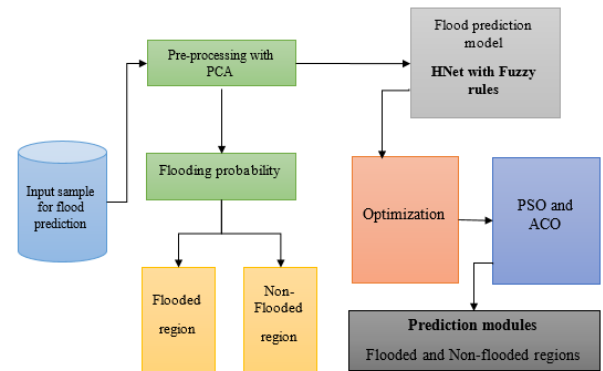 Flood prediction
model
HNet with Fuzzy
rules
Pre-processing with
PCA
Flooding probability
Input sample
for flood
prediction
Optimization
PSO and
ACO
Flooded
region
Non-
Flooded
region
Prediction modules
Flooded and Non-flooded regions